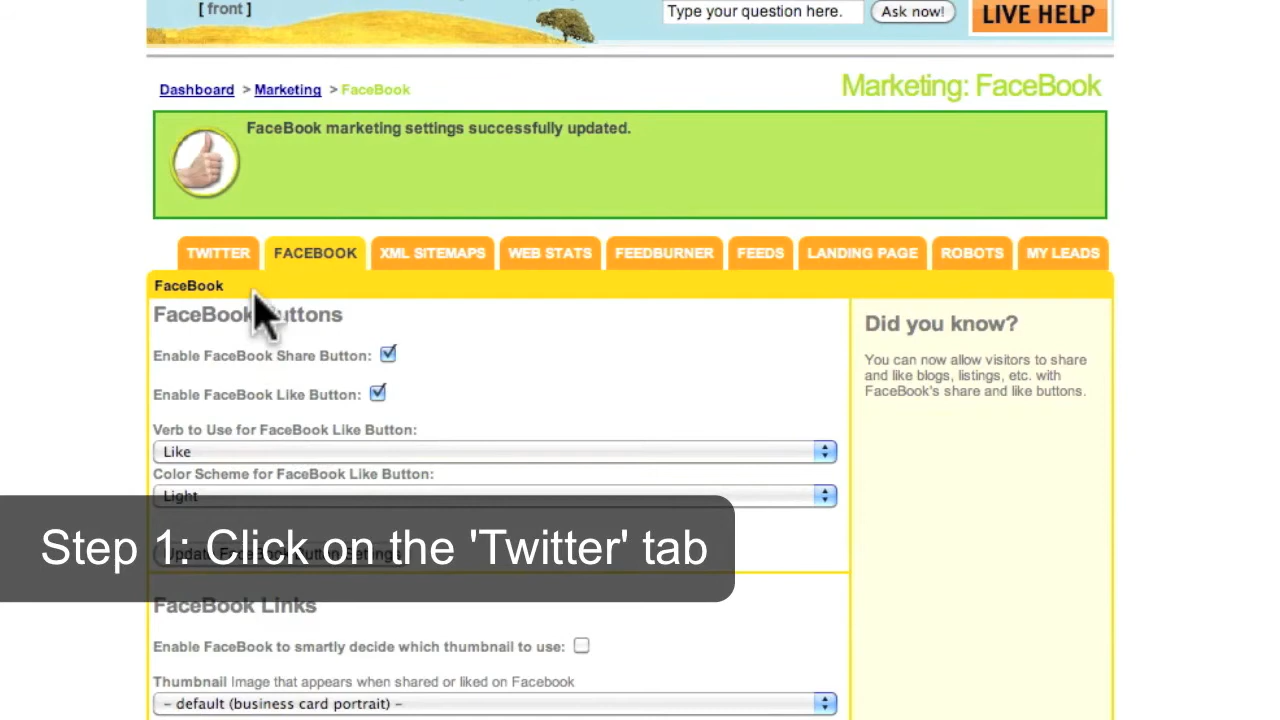 [ front ]
Type your question here.
Ask now!
LIVE HELP
Dashboard > Marketing > FaceBook
Marketing: FaceBook
FaceBook marketing settings successfully updated.
TWITTER FACEBOOK XML SITEMAPS WEB STATS FEEDBURNER FEEDS LANDING PAGE ROBOTS MY LEADS
FaceBook
FaceBook Buttons
Enable FaceBook Share Button:
Enable FaceBook Like Button:
Verb to Use for FaceBook Like Button:
Like
Color Scheme for FaceBook Like Button:
Light
Update FaceBook Button Settings
Step 1: Click on the 'Twitter' tab
FaceBook Links
Enable FaceBook to smartly decide which thumbnail to use:
Thumbnail Image that appears when shared or liked on Facebook
– default (business card portrait) –
Did you know?
You can now allow visitors to share
and like blogs, listings, etc. with
FaceBook's share and like buttons.